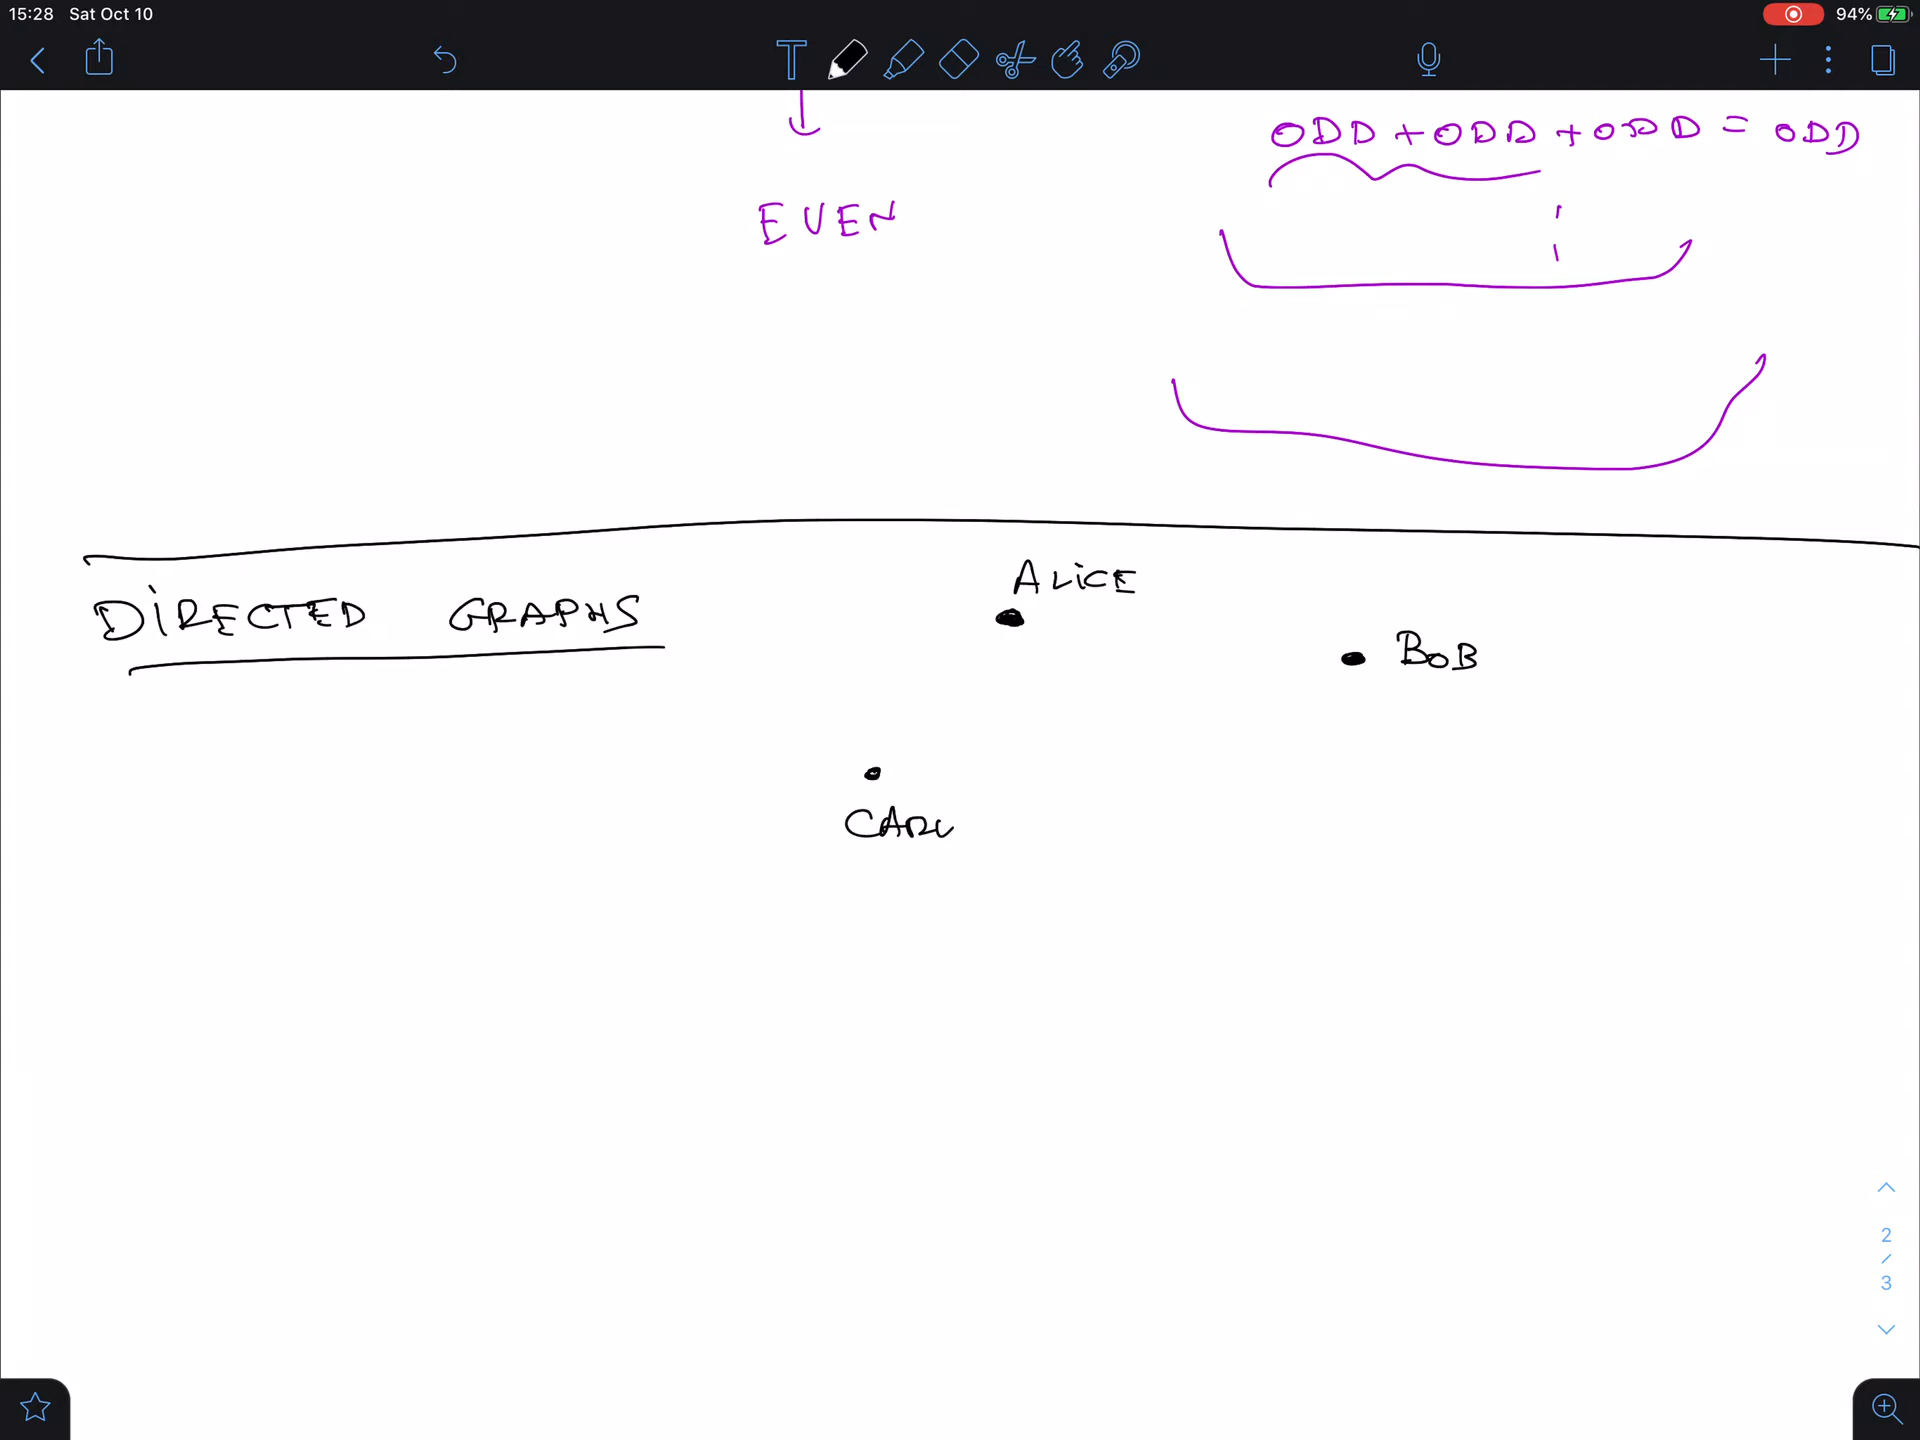 15:28 Sat Oct 10
94%
ODD + ODD + ODD = ODD
EVEN
ALiCE
DiRECTED GRAPHS
BOB
CARL
2
/
3